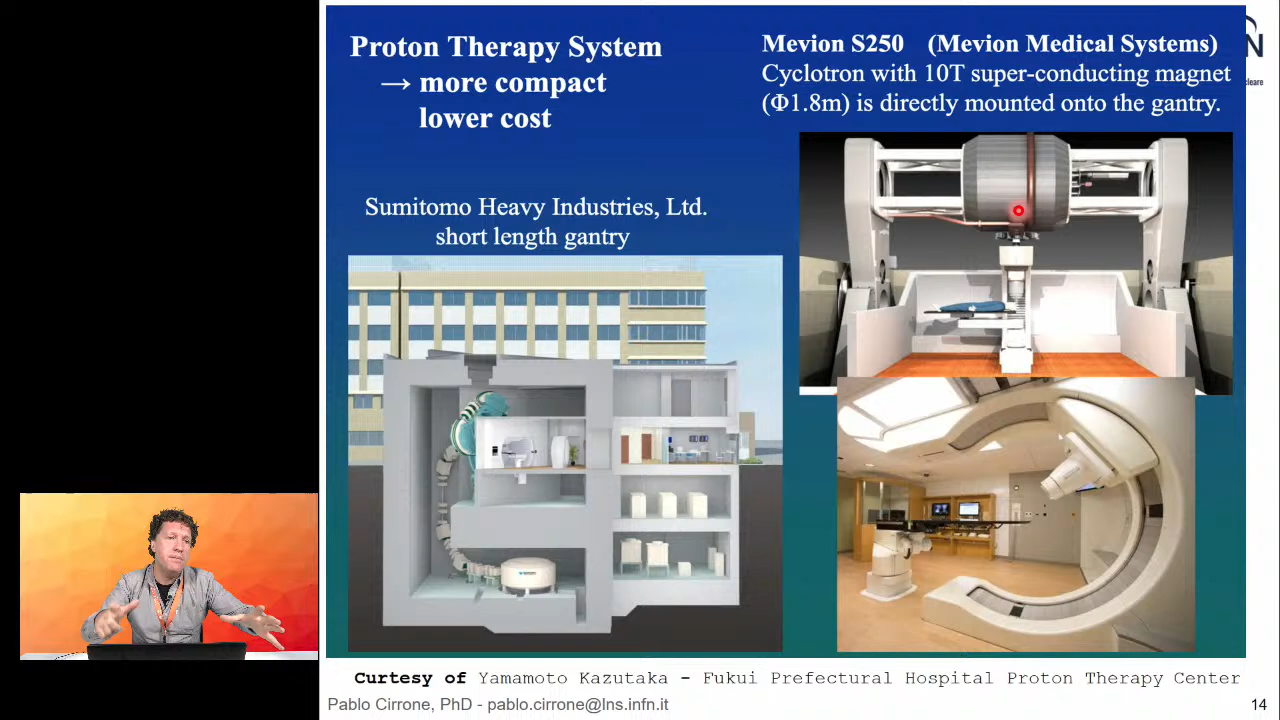 Proton Therapy System
→ more compact
lower cost
Mevion S250 (Mevion Medical Systems)
Cyclotron with 10T super-conducting magnet
(Φ1.8m) is directly mounted onto the gantry.
Sumitomo Heavy Industries, Ltd.
short length gantry
N
cleare
Curtesy of Yamamoto Kazutaka – Fukui Prefectural Hospital Proton Therapy Center
Pablo Cirrone, PhD - pablo.cirrone@lns.infn.it
14